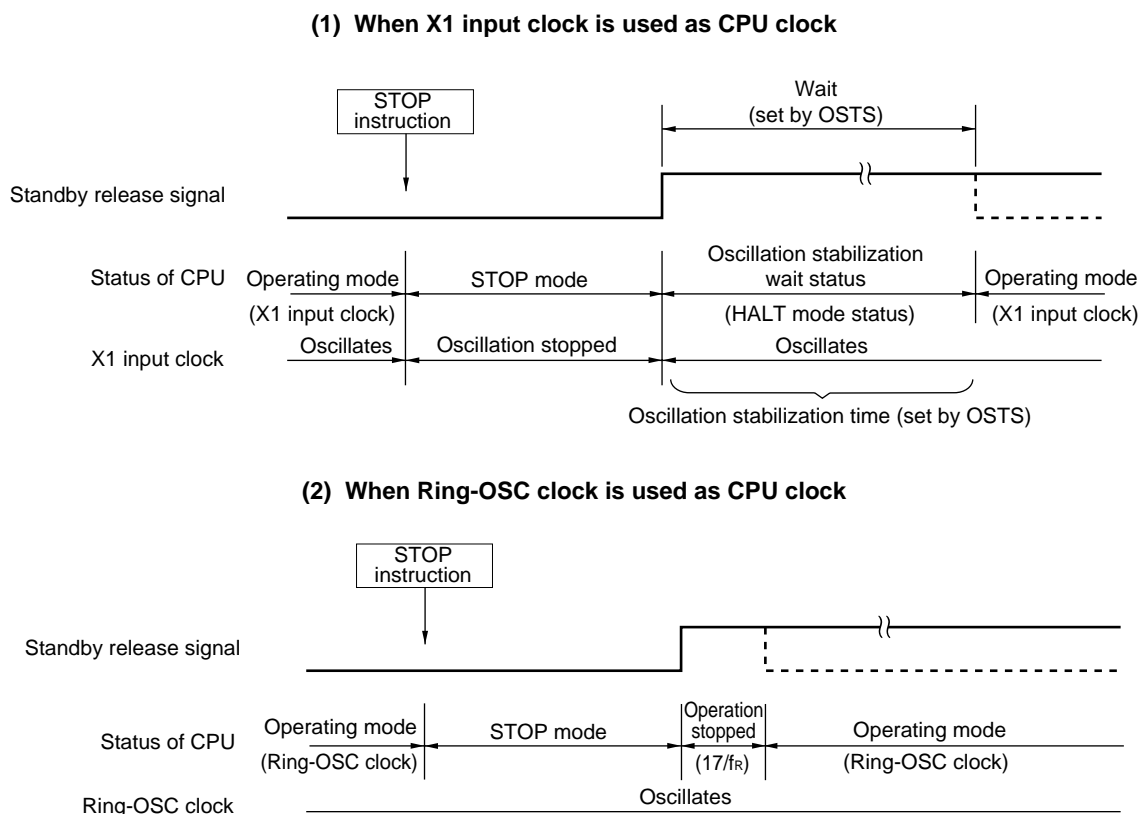 (1) When X1 input clock is used as CPU clock
STOP
instruction
Wait
(set by OSTS)
Standby release signal
Status of CPU
Operating mode
(X1 input clock)
STOP mode
Oscillation stabilization
wait status
(HALT mode status)
Operating mode
(X1 input clock)
X1 input clock
Oscillates
Oscillation stopped
Oscillates
Oscillation stabilization time (set by OSTS)
(2) When Ring-OSC clock is used as CPU clock
STOP
instruction
Standby release signal
Status of CPU
Operating mode
(Ring-OSC clock)
STOP mode
Operation
stopped
(17/fR)
Operating mode
(Ring-OSC clock)
Ring-OSC clock
Oscillates